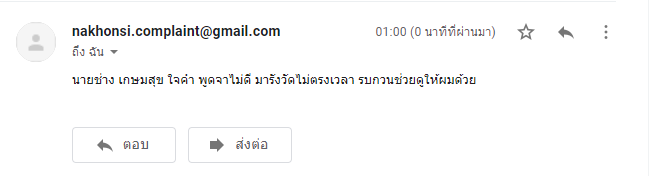 nakhonsi.complaint@gmail.com 01:00 (0 นาทีที่ผ่านมา)
ถึง ฉัน
นายช่าง เกษมสุข ใจคำ พูดจาไม่ดี มารังวัดไม่ตรงเวลา รบกวนช่วยดูให้ผมด้วย
ตอบ ส่งต่อ